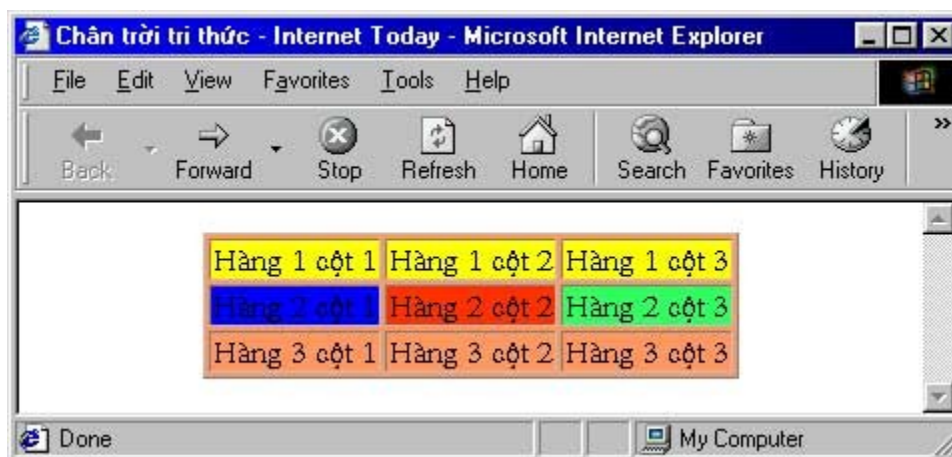 Chân trời tri thức - Internet Today - Microsoft Internet Explorer
File Edit View Favorites Tools Help
Back Forward Stop Refresh Home Search Favorites History »
Hàng 1 cột 1 Hàng 1 cột 2 Hàng 1 cột 3
Hàng 2 cột 1 Hàng 2 cột 2 Hàng 2 cột 3
Hàng 3 cột 1 Hàng 3 cột 2 Hàng 3 cột 3
Done My Computer